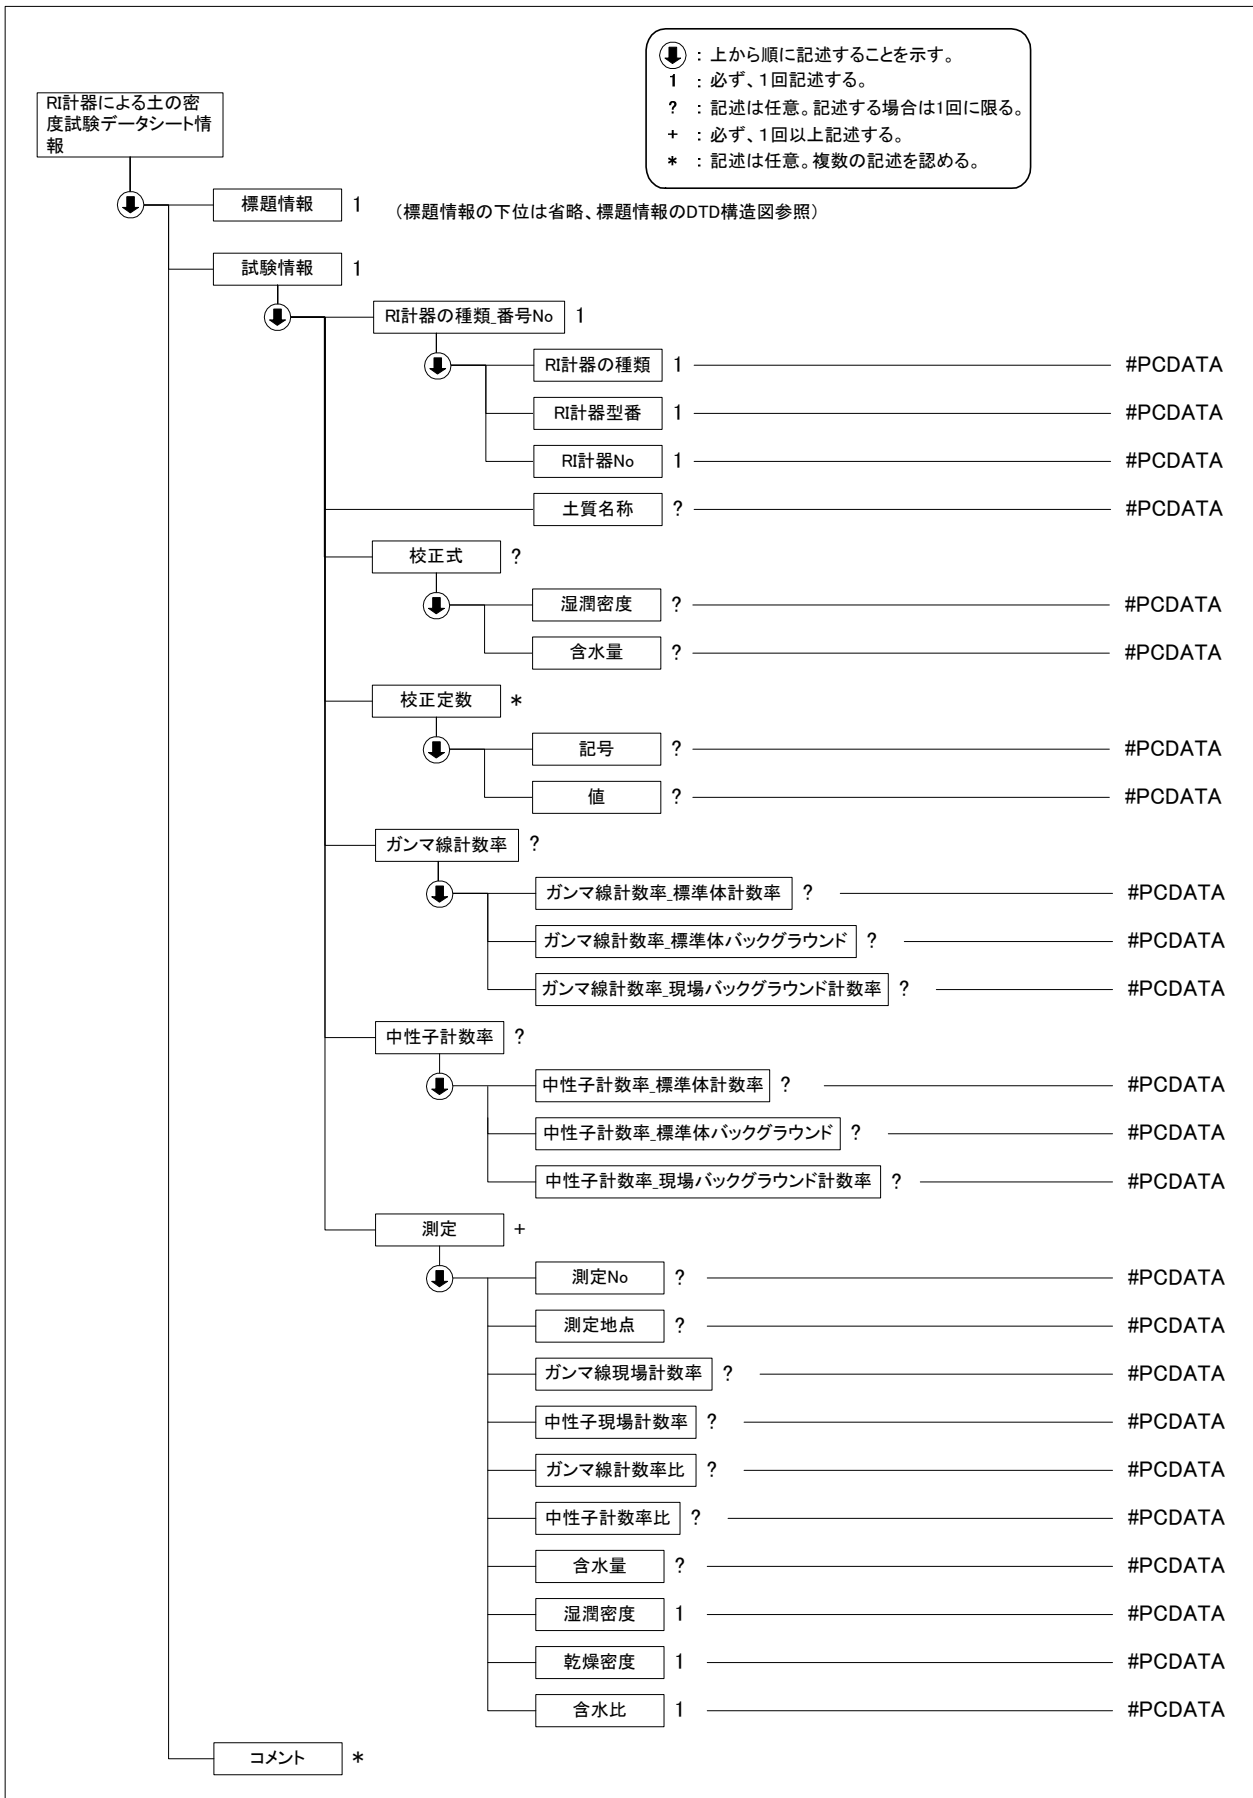 ⬇ : 上から順に記述することを示す。
1 : 必ず、1回記述する。
? : 記述は任意。記述する場合は1回に限る。
+ : 必ず、1回以上記述する。
* : 記述は任意。複数の記述を認める。
RI計器による土の密
度試験データシート情
報
標題情報 1 (標題情報の下位は省略、標題情報のDTD構造図参照)
試験情報 1
RI計器の種類_番号No 1
RI計器の種類 1 #PCDATA
RI計器型番 1 #PCDATA
RI計器No 1 #PCDATA
土質名称 ? #PCDATA
校正式 ?
湿潤密度 ? #PCDATA
含水量 ? #PCDATA
校正定数 *
記号 ? #PCDATA
値 ? #PCDATA
ガンマ線計数率 ?
ガンマ線計数率_標準体計数率 ? #PCDATA
ガンマ線計数率_標準体バックグラウンド ? #PCDATA
ガンマ線計数率_現場バックグラウンド計数率 ? #PCDATA
中性子計数率 ?
中性子計数率_標準体計数率 ? #PCDATA
中性子計数率_標準体バックグラウンド ? #PCDATA
中性子計数率_現場バックグラウンド計数率 ? #PCDATA
測定 +
測定No ? #PCDATA
測定地点 ? #PCDATA
ガンマ線現場計数率 ? #PCDATA
中性子現場計数率 ? #PCDATA
ガンマ線計数率比 ? #PCDATA
中性子計数率比 ? #PCDATA
含水量 ? #PCDATA
湿潤密度 1 #PCDATA
乾燥密度 1 #PCDATA
含水比 1 #PCDATA
コメント *